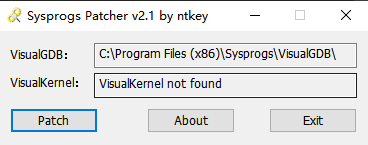 Sysprogs Patcher v2.1 by ntkey
VisualGDB: C:\Program Files (x86)\Sysprogs\VisualGDB\
VisualKernel: VisualKernel not found
Patch About Exit